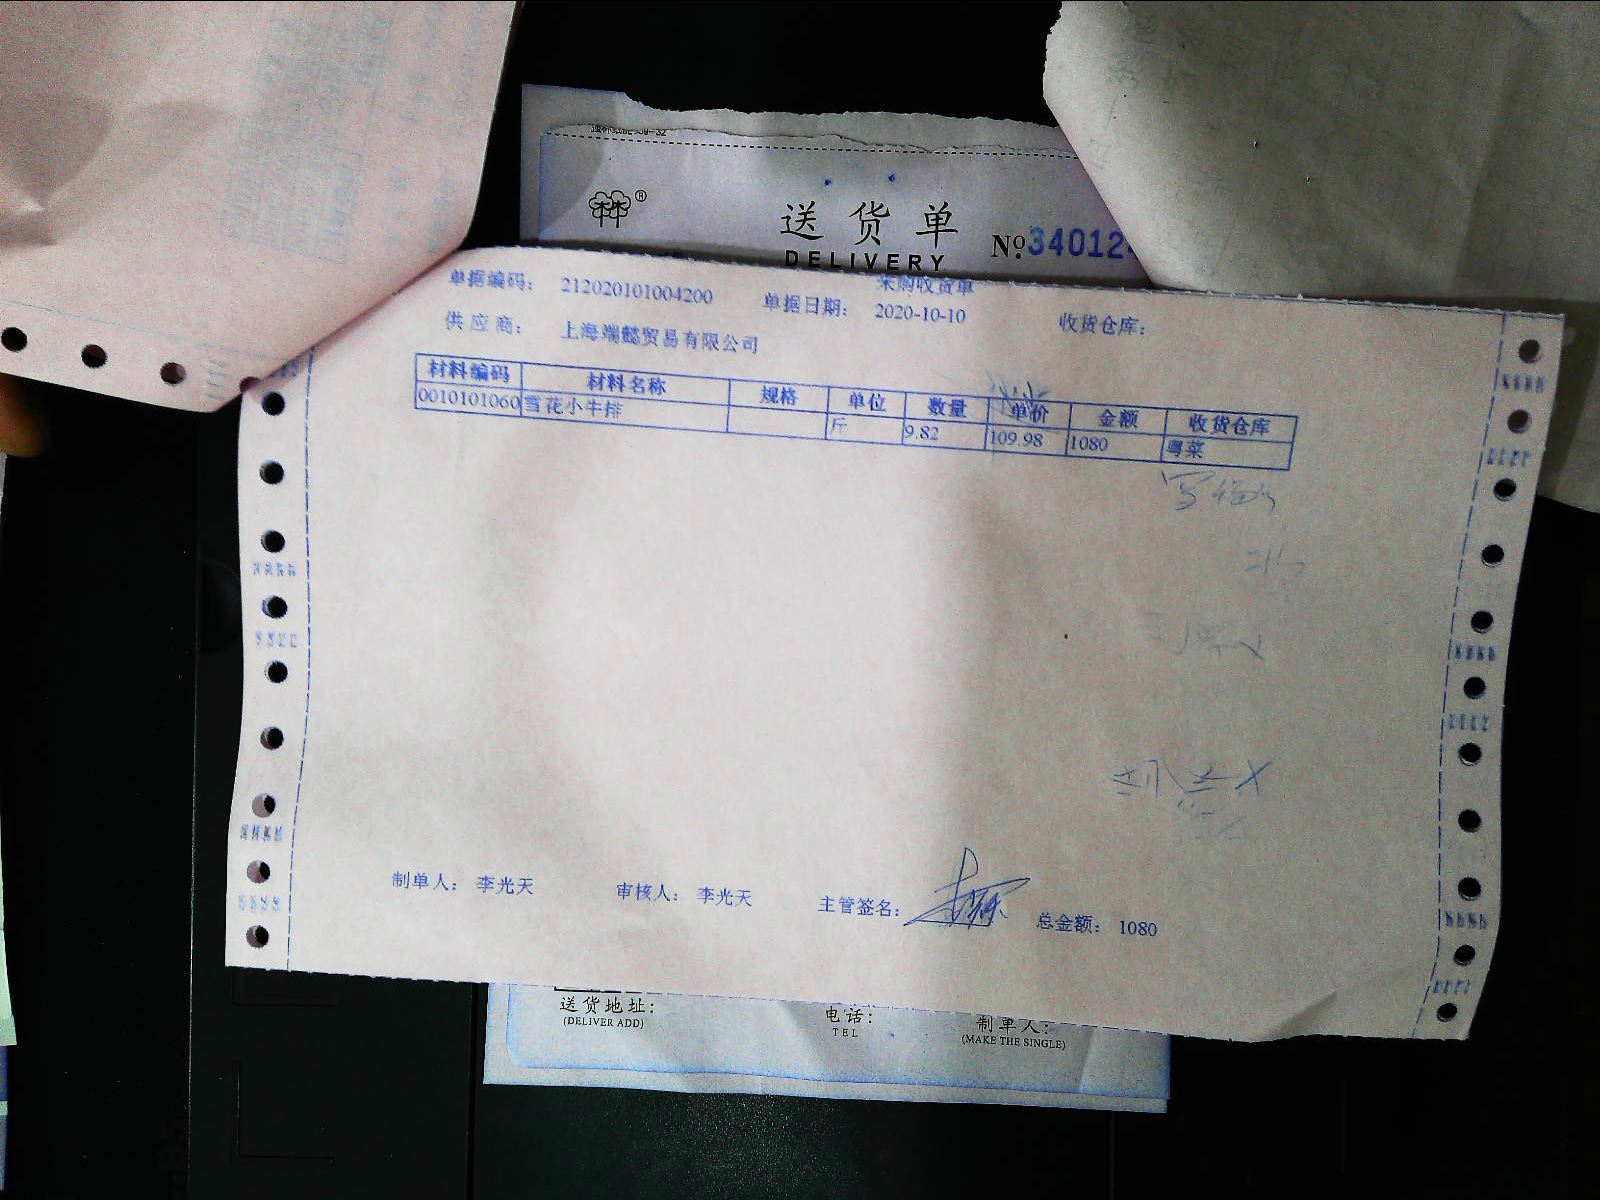 送货单
DELIVERY
№ 34012
采购收货单
单据编码: 212020101004200 单据日期: 2020-10-10 收货仓库:
供应商: 上海端懿贸易有限公司
材料编码 材料名称 规格 单位 数量 单价 金额 收货仓库
0010101060 雪花小牛排 斤 9.82 109.98 1080 粤菜
制单人: 李光天 审核人: 李光天 主管签名: 总金额: 1080
送货地址: 电话: 制单人:
(DELIVER ADD) TEL (MAKE THE SINGLE)